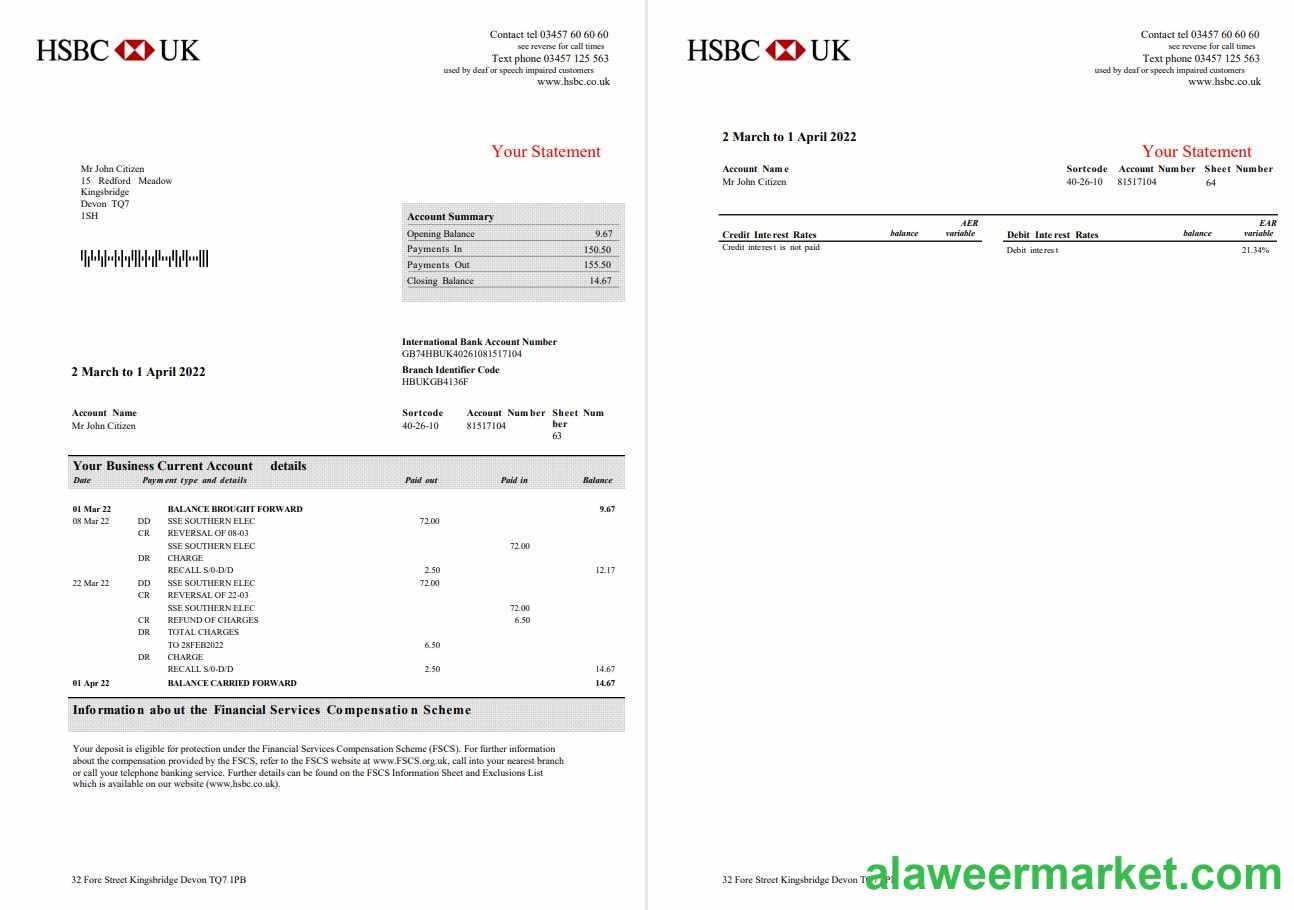 HSBC UK
Contact tel 03457 60 60 60
see reverse for call times
Text phone 03457 125 563
used by deaf or speech impaired customers
www.hsbc.co.uk
Your Statement
Mr John Citizen
15 Redford Meadow
Kingsbridge
Devon TQ7
1SH
Account Summary
Opening Balance 9.67
Payments In 150.50
Payments Out 155.50
Closing Balance 14.67
International Bank Account Number
GB74HBUK40261081517104
2 March to 1 April 2022
Branch Identifier Code
HBUKGB4136F
Account Name Sortcode Account Number Sheet Num
ber
Mr John Citizen 40-26-10 81517104
63
Your Business Current Account details
Date Payment type and details Paid out Paid in Balance
01 Mar 22 BALANCE BROUGHT FORWARD 9.67
08 Mar 22 DD SSE SOUTHERN ELEC 72.00
CR REVERSAL OF 08-03
SSE SOUTHERN ELEC 72.00
DR CHARGE
RECALL S/0-D/D 2.50 12.17
22 Mar 22 DD SSE SOUTHERN ELEC 72.00
CR REVERSAL OF 22-03
SSE SOUTHERN ELEC 72.00
CR REFUND OF CHARGES 6.50
DR TOTAL CHARGES
TO 28FEB2022 6.50
DR CHARGE
RECALL S/0-D/D 2.50 14.67
01 Apr 22 BALANCE CARRIED FORWARD 14.67
Information about the Financial Services Compensation Scheme
Your deposit is eligible for protection under the Financial Services Compensation Scheme (FSCS). For further information
about the compensation provided by the FSCS, refer to the FSCS website at www.FSCS.org.uk, call into your nearest branch
or call your telephone banking service. Further details can be found on the FSCS Information Sheet and Exclusions List
which is available on our website (www.hsbc.co.uk).
32 Fore Street Kingsbridge Devon TQ7 1PB
HSBC UK
Contact tel 03457 60 60 60
see reverse for call times
Text phone 03457 125 563
used by deaf or speech impaired customers
www.hsbc.co.uk
2 March to 1 April 2022
Your Statement
Account Name Sortcode Account Number Sheet Number
Mr John Citizen 40-26-10 81517104 64
AER EAR
Credit Interest Rates balance variable Debit Interest Rates balance variable
Credit interest is not paid Debit interest 21.34%
32 Fore Street Kingsbridge Devon
alaweermarket.com